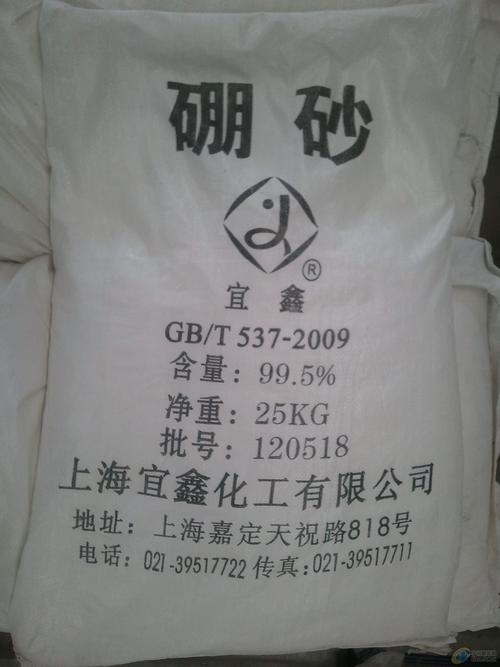 硼砂
®
宜鑫
GB/T 537-2009
含量：99.5%
净重：25KG
批号：120518
上海宜鑫化工有限公司
地址：上海嘉定天祝路818号
电话：021-39517722 传真：021-39517711